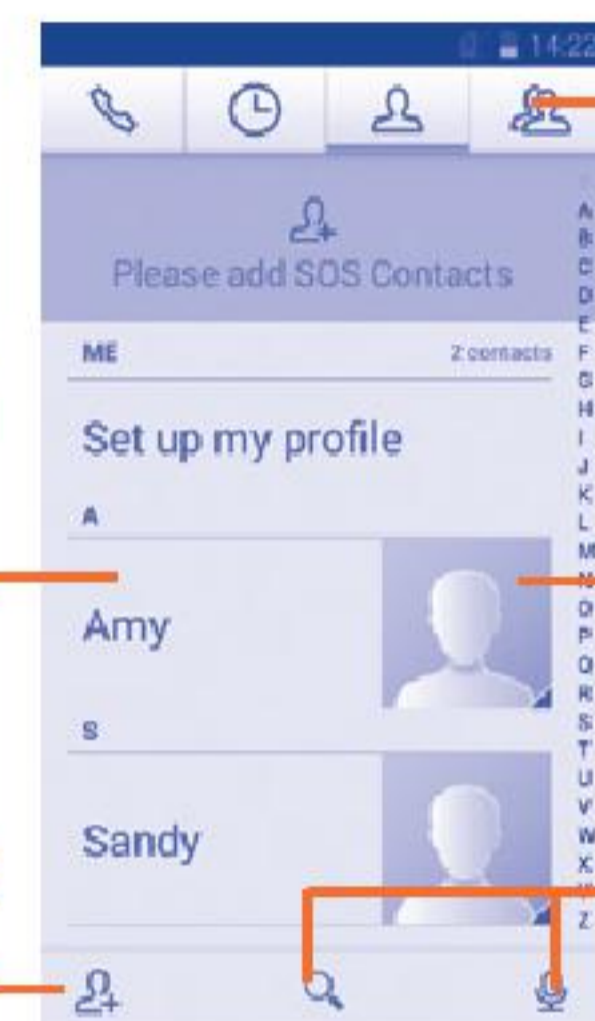 14:22
Please add SOS Contacts
ME 2 contacts
Set up my profile
A
Amy
S
Sandy
A
B
C
D
E
F
G
H
I
J
K
L
M
N
O
P
Q
R
S
T
U
V
W
X
Y
Z